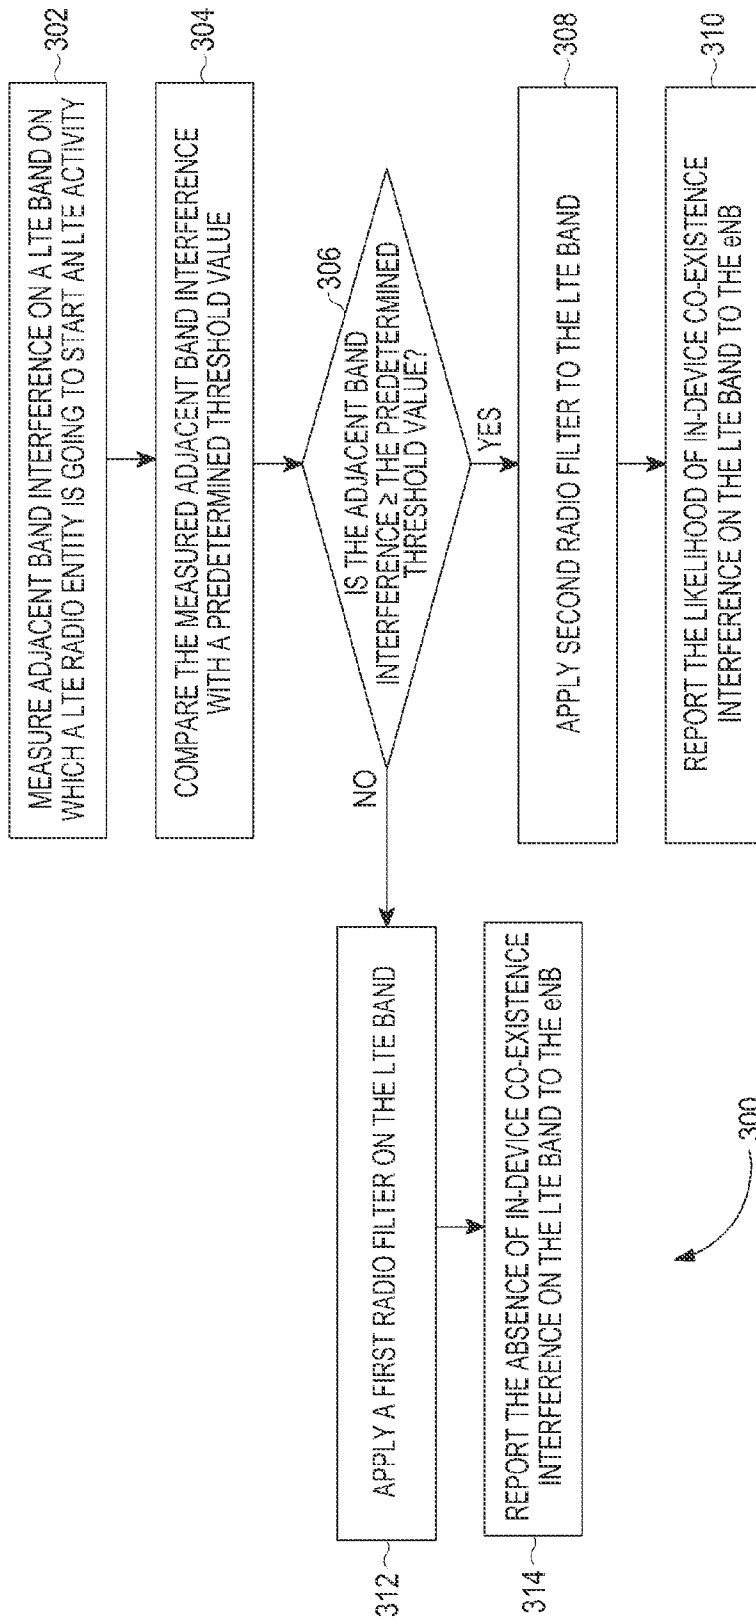 MEASURE ADJACENT BAND INTERFERENCE ON A LTE BAND ON
WHICH A LTE RADIO ENTITY IS GOING TO START AN LTE ACTIVITY
302
COMPARE THE MEASURED ADJACENT BAND INTERFERENCE
WITH A PREDETERMINED THRESHOLD VALUE
304
306
IS THE ADJACENT BAND
INTERFERENCE ≥ THE PREDETERMINED
THRESHOLD VALUE?
NO
YES
APPLY A FIRST RADIO FILTER ON THE LTE BAND
312
REPORT THE ABSENCE OF IN-DEVICE CO-EXISTENCE
INTERFERENCE ON THE LTE BAND TO THE eNB
314
APPLY SECOND RADIO FILTER TO THE LTE BAND
308
REPORT THE LIKELIHOOD OF IN-DEVICE CO-EXISTENCE
INTERFERENCE ON THE LTE BAND TO THE eNB
310
300